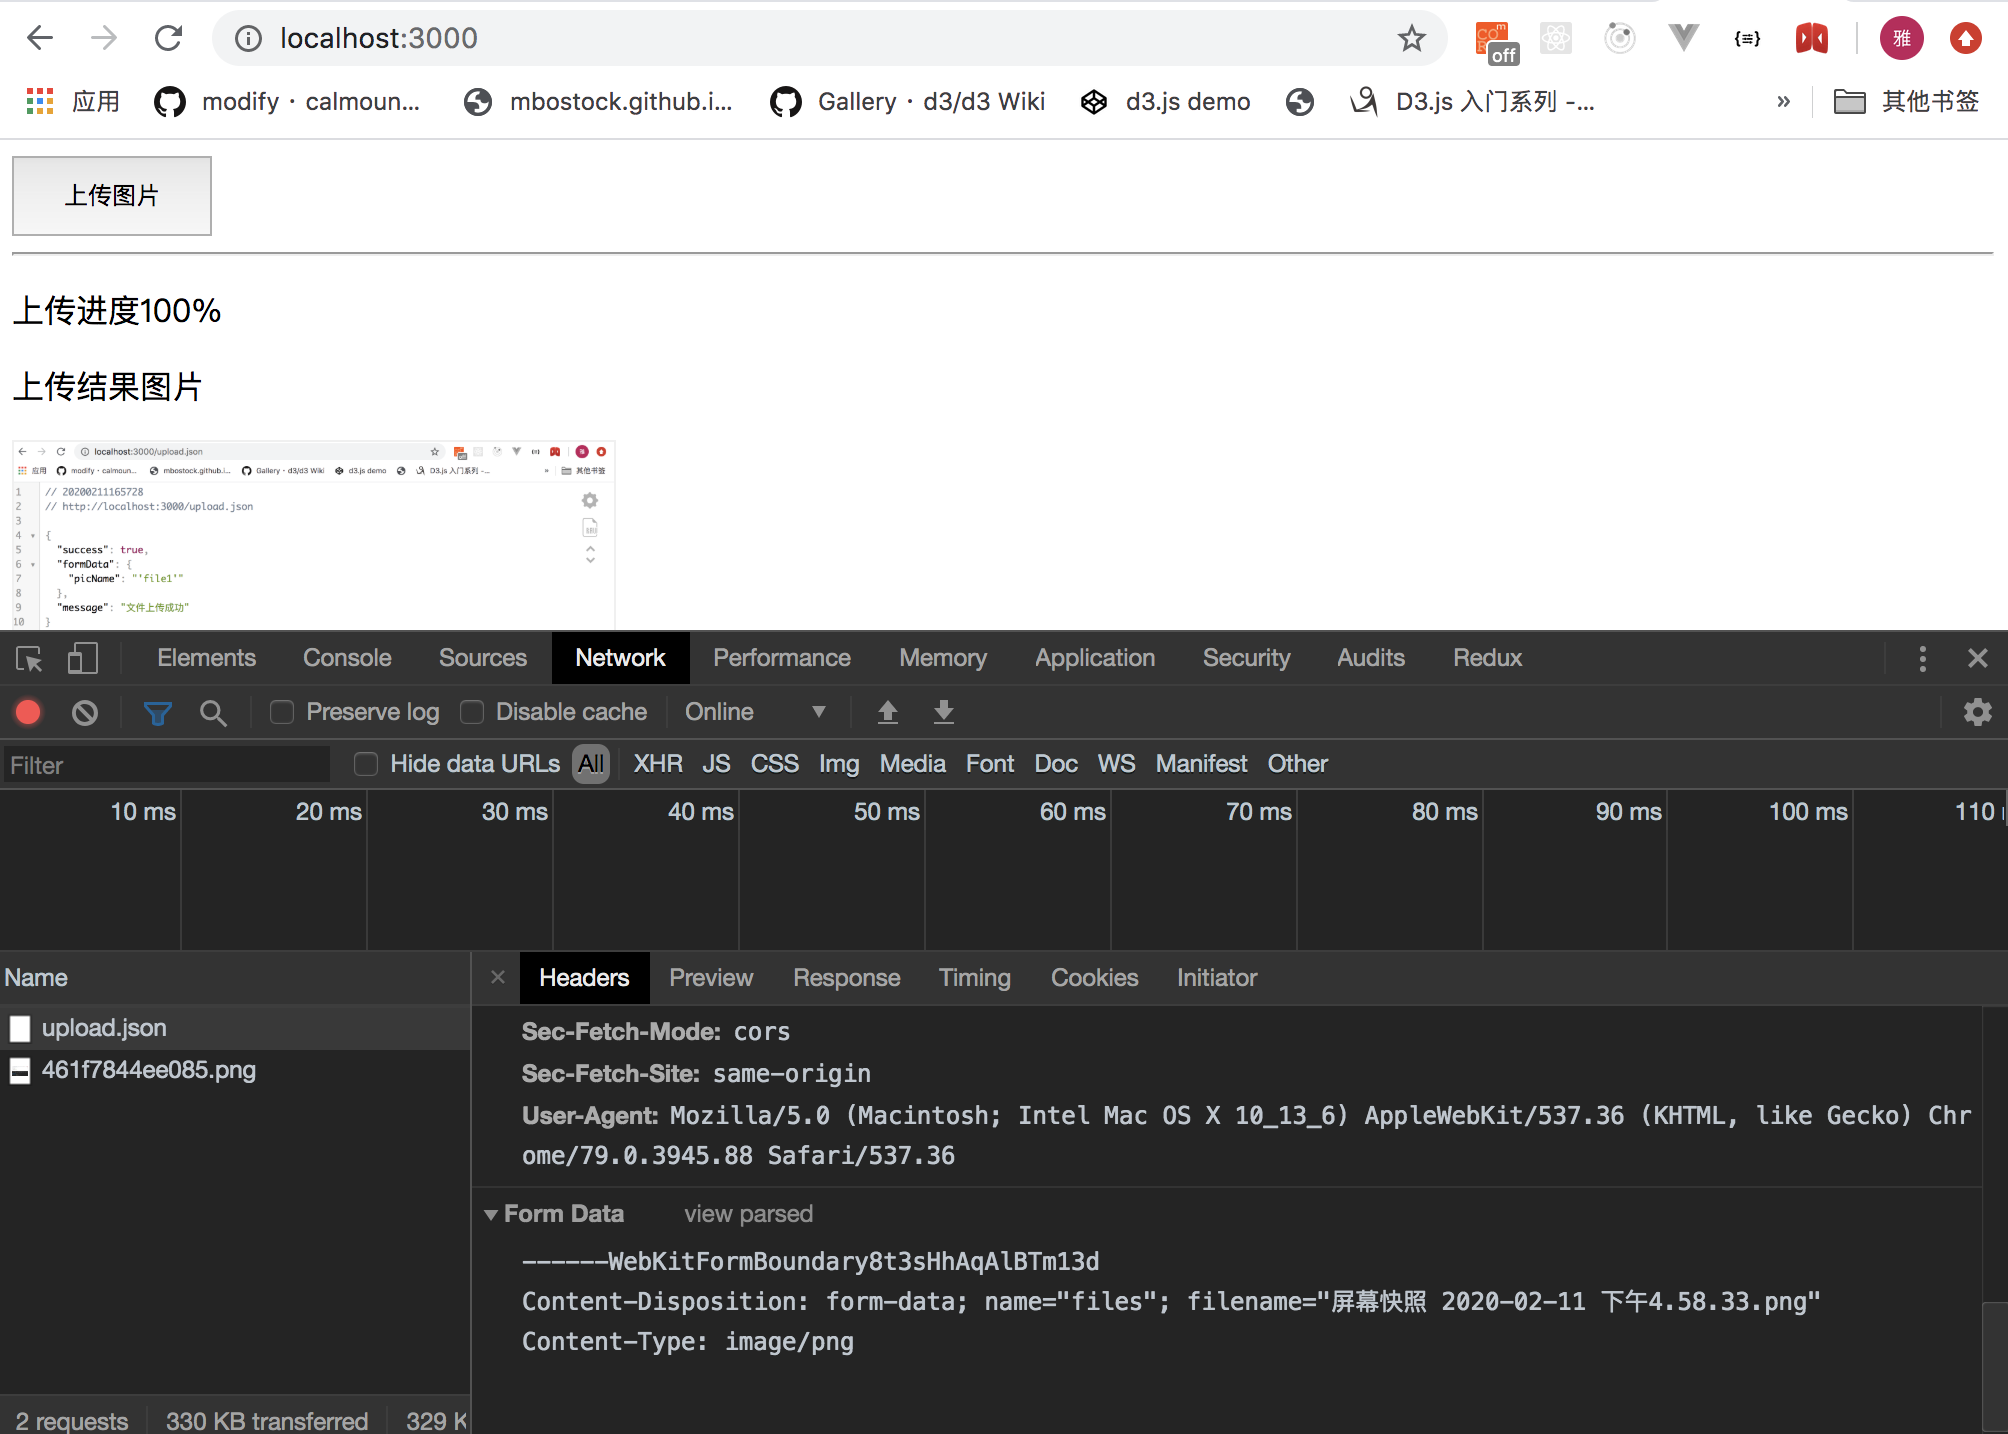 localhost:3000
off
雅
应用
modify · calmoun...
mbostock.github.i...
Gallery · d3/d3 Wiki
d3.js demo
D3.js 入门系列 -...
»
其他书签
上传图片
上传进度100%
上传结果图片
localhost:3000/upload.json
应用 modify · calmoun... mbostock.github.i... Gallery · d3/d3 Wiki d3.js demo D3.js 入门系列 -... » 其他书签
1 // 20200211165728
2 // http://localhost:3000/upload.json
3
4 {
5 "success": true,
6 "formData": {
7 "picName": "'file1'"
8 },
9 "message": "文件上传成功"
10 }
Elements Console Sources Network Performance Memory Application Security Audits Redux
Preserve log Disable cache Online
Filter Hide data URLs All XHR JS CSS Img Media Font Doc WS Manifest Other
10 ms 20 ms 30 ms 40 ms 50 ms 60 ms 70 ms 80 ms 90 ms 100 ms 110
Name
Headers Preview Response Timing Cookies Initiator
upload.json
461f7844ee085.png
Sec-Fetch-Mode: cors
Sec-Fetch-Site: same-origin
User-Agent: Mozilla/5.0 (Macintosh; Intel Mac OS X 10_13_6) AppleWebKit/537.36 (KHTML, like Gecko) Chr
ome/79.0.3945.88 Safari/537.36
Form Data view parsed
------WebKitFormBoundary8t3sHhAqAlBTm13d
Content-Disposition: form-data; name="files"; filename="屏幕快照 2020-02-11 下午4.58.33.png"
Content-Type: image/png
2 requests 330 KB transferred 329 K